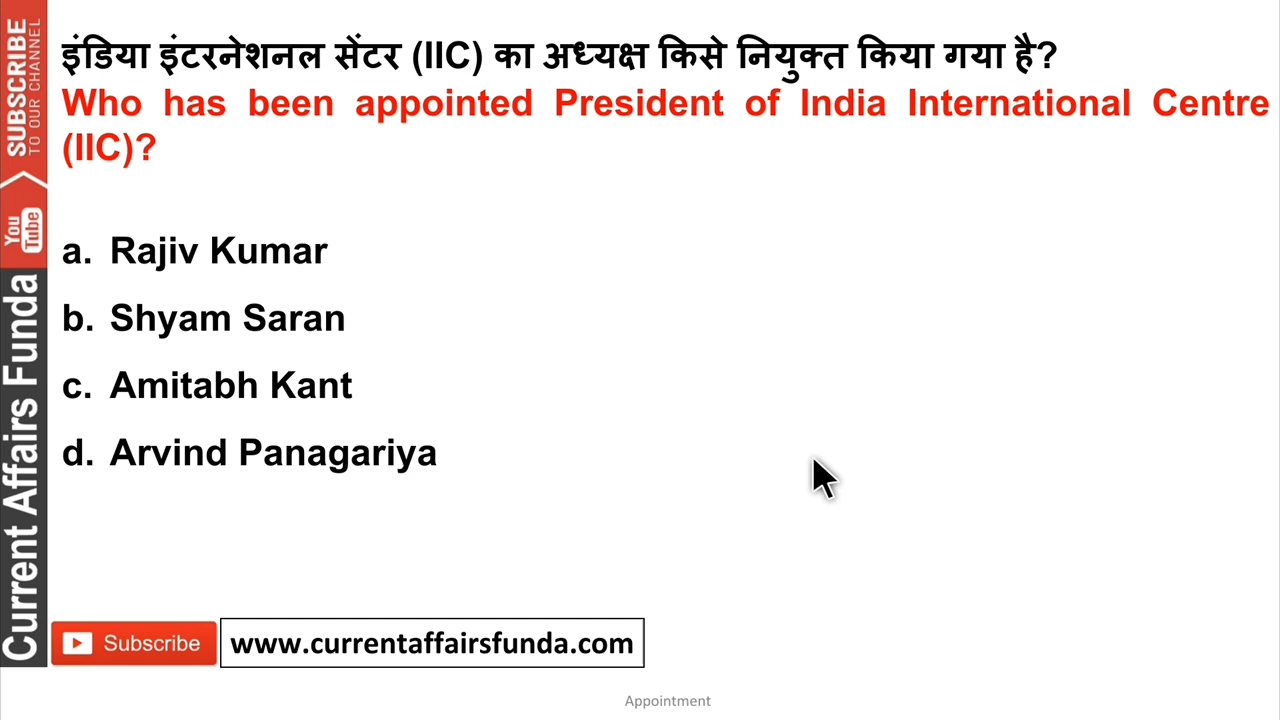 इंडिया इंटरनेशनल सेंटर (IIC) का अध्यक्ष किसे नियुक्त किया गया है?
Who has been appointed President of India International Centre
(IIC)?
a. Rajiv Kumar
b. Shyam Saran
c. Amitabh Kant
d. Arvind Panagariya
SUBSCRIBE
TO OUR CHANNEL
You
Tube
Current Affairs Funda
Subscribe
www.currentaffairsfunda.com
Appointment